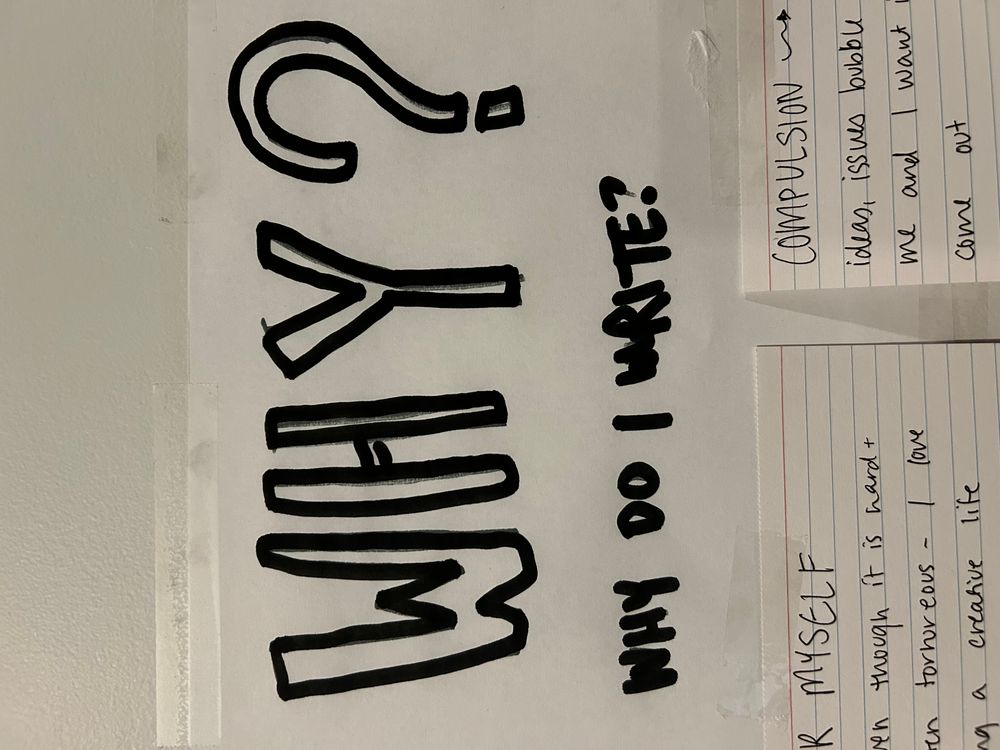 WHY?
WHY DO I WRITE?
MYSELF
though it is hard +
tortureous - I love
a creative life
COMPULSION →
ideas, issues bubble
me and I want
come out